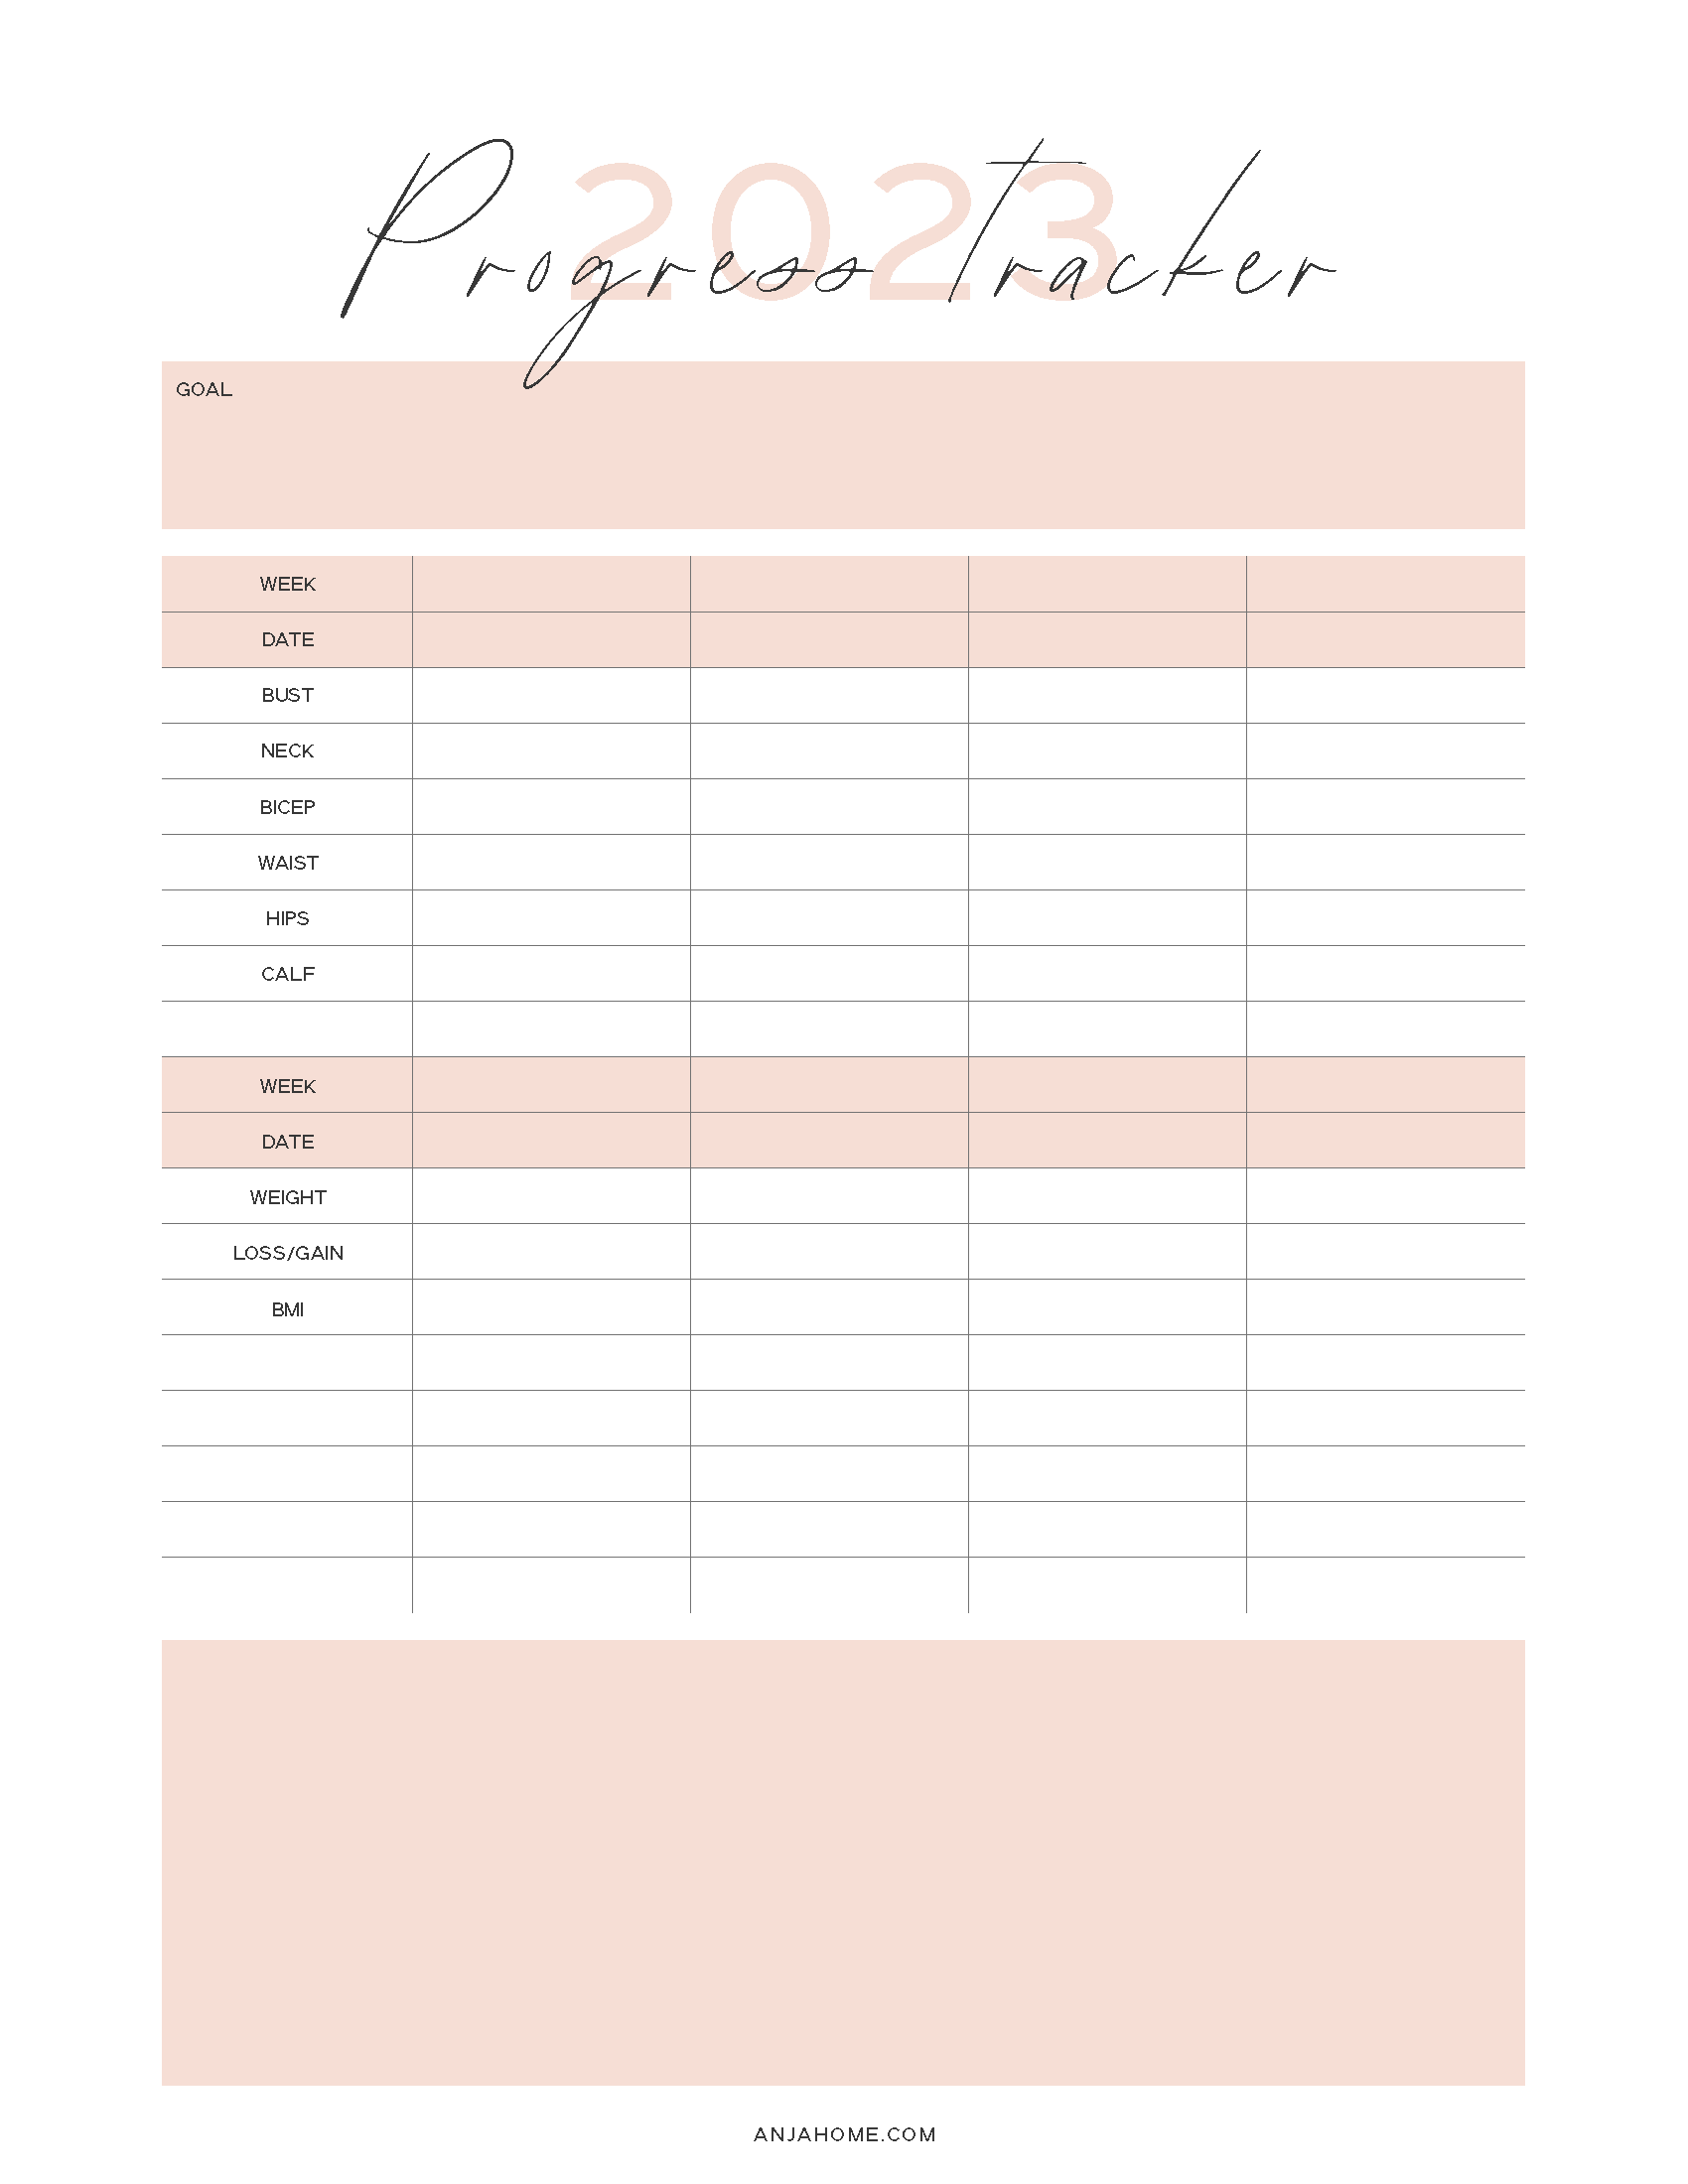 2023
Progress Tracker
GOAL
WEEK
DATE
BUST
NECK
BICEP
WAIST
HIPS
CALF
WEEK
DATE
WEIGHT
LOSS/GAIN
BMI
ANJAHOME.COM